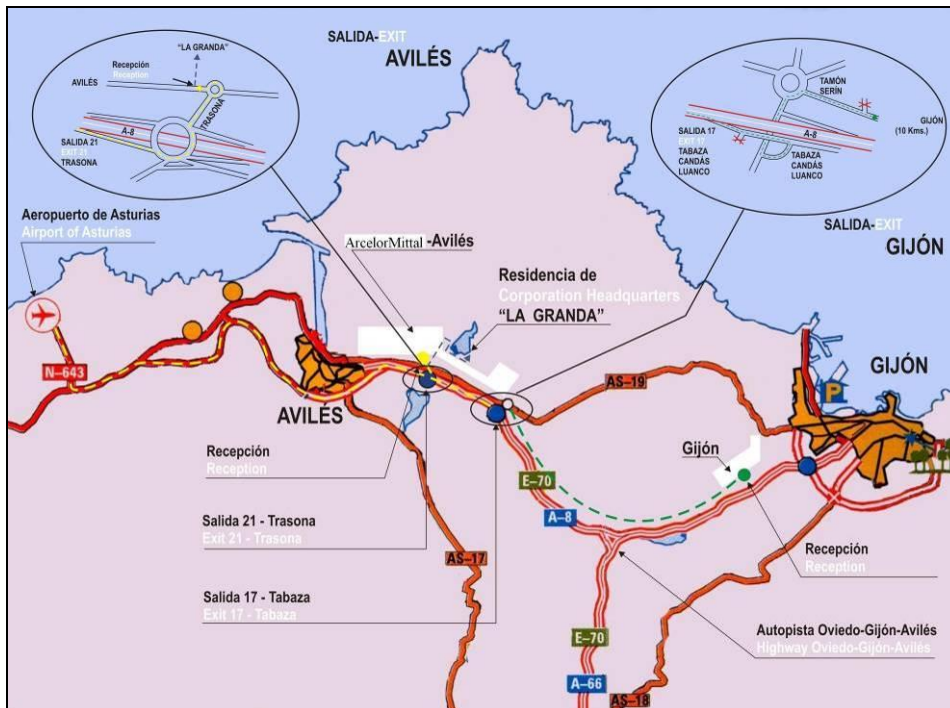 SALIDA-EXIT
AVILÉS
"LA GRANDA"
Recepción
Reception
AVILÉS
TRASONA
A-8
SALIDA 21
EXIT 21
TRASONA
TAMÓN
SERÍN
GIJÓN
(10 Kms.)
A-8
SALIDA 17
EXIT 17
TABAZA
CANDÁS
LUANCO
TABAZA
CANDÁS
LUANCO
SALIDA-EXIT
GIJÓN
Aeropuerto de Asturias
Airport of Asturias
ArcelorMittal -Avilés
Residencia de
Corporation Headquarters
"LA GRANDA"
N-643
AVILÉS
AS-19
GIJÓN
P
Recepción
Reception
Gijón
E-70
A-8
Salida 21 - Trasona
Exit 21 - Trasona
AS-17
Recepción
Reception
Salida 17 - Tabaza
Exit 17 - Tabaza
E-70
Autopista Oviedo-Gijón-Avilés
Highway Oviedo-Gijón-Avilés
A-66
AS-18